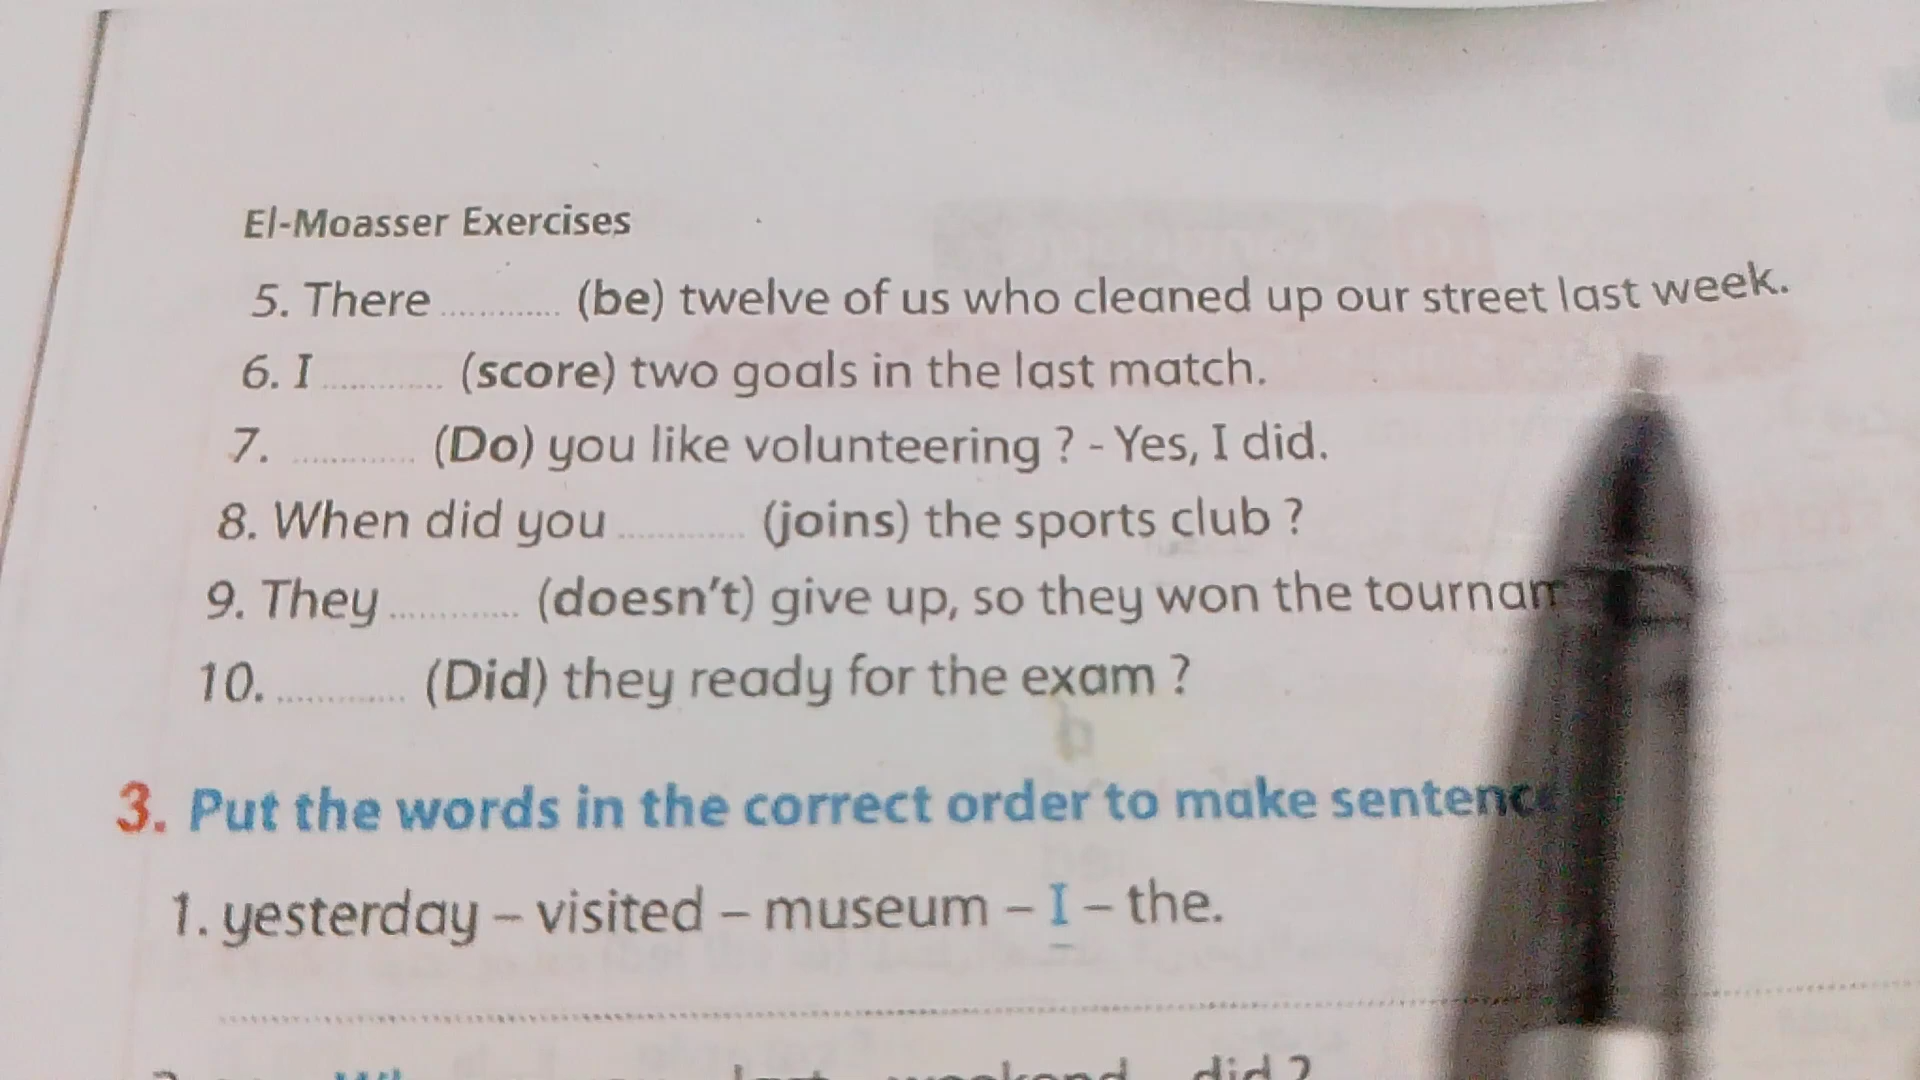 El-Moasser Exercises
5. There ............ (be) twelve of us who cleaned up our street last week.
6. I ............ (score) two goals in the last match.
7. ............ (Do) you like volunteering ? - Yes, I did.
8. When did you ............ (joins) the sports club ?
9. They ............ (doesn't) give up, so they won the
10. ............ (Did) they ready for the exam ?
3. Put the words in the correct order to make
1. yesterday – visited – museum – I – the.
did ?